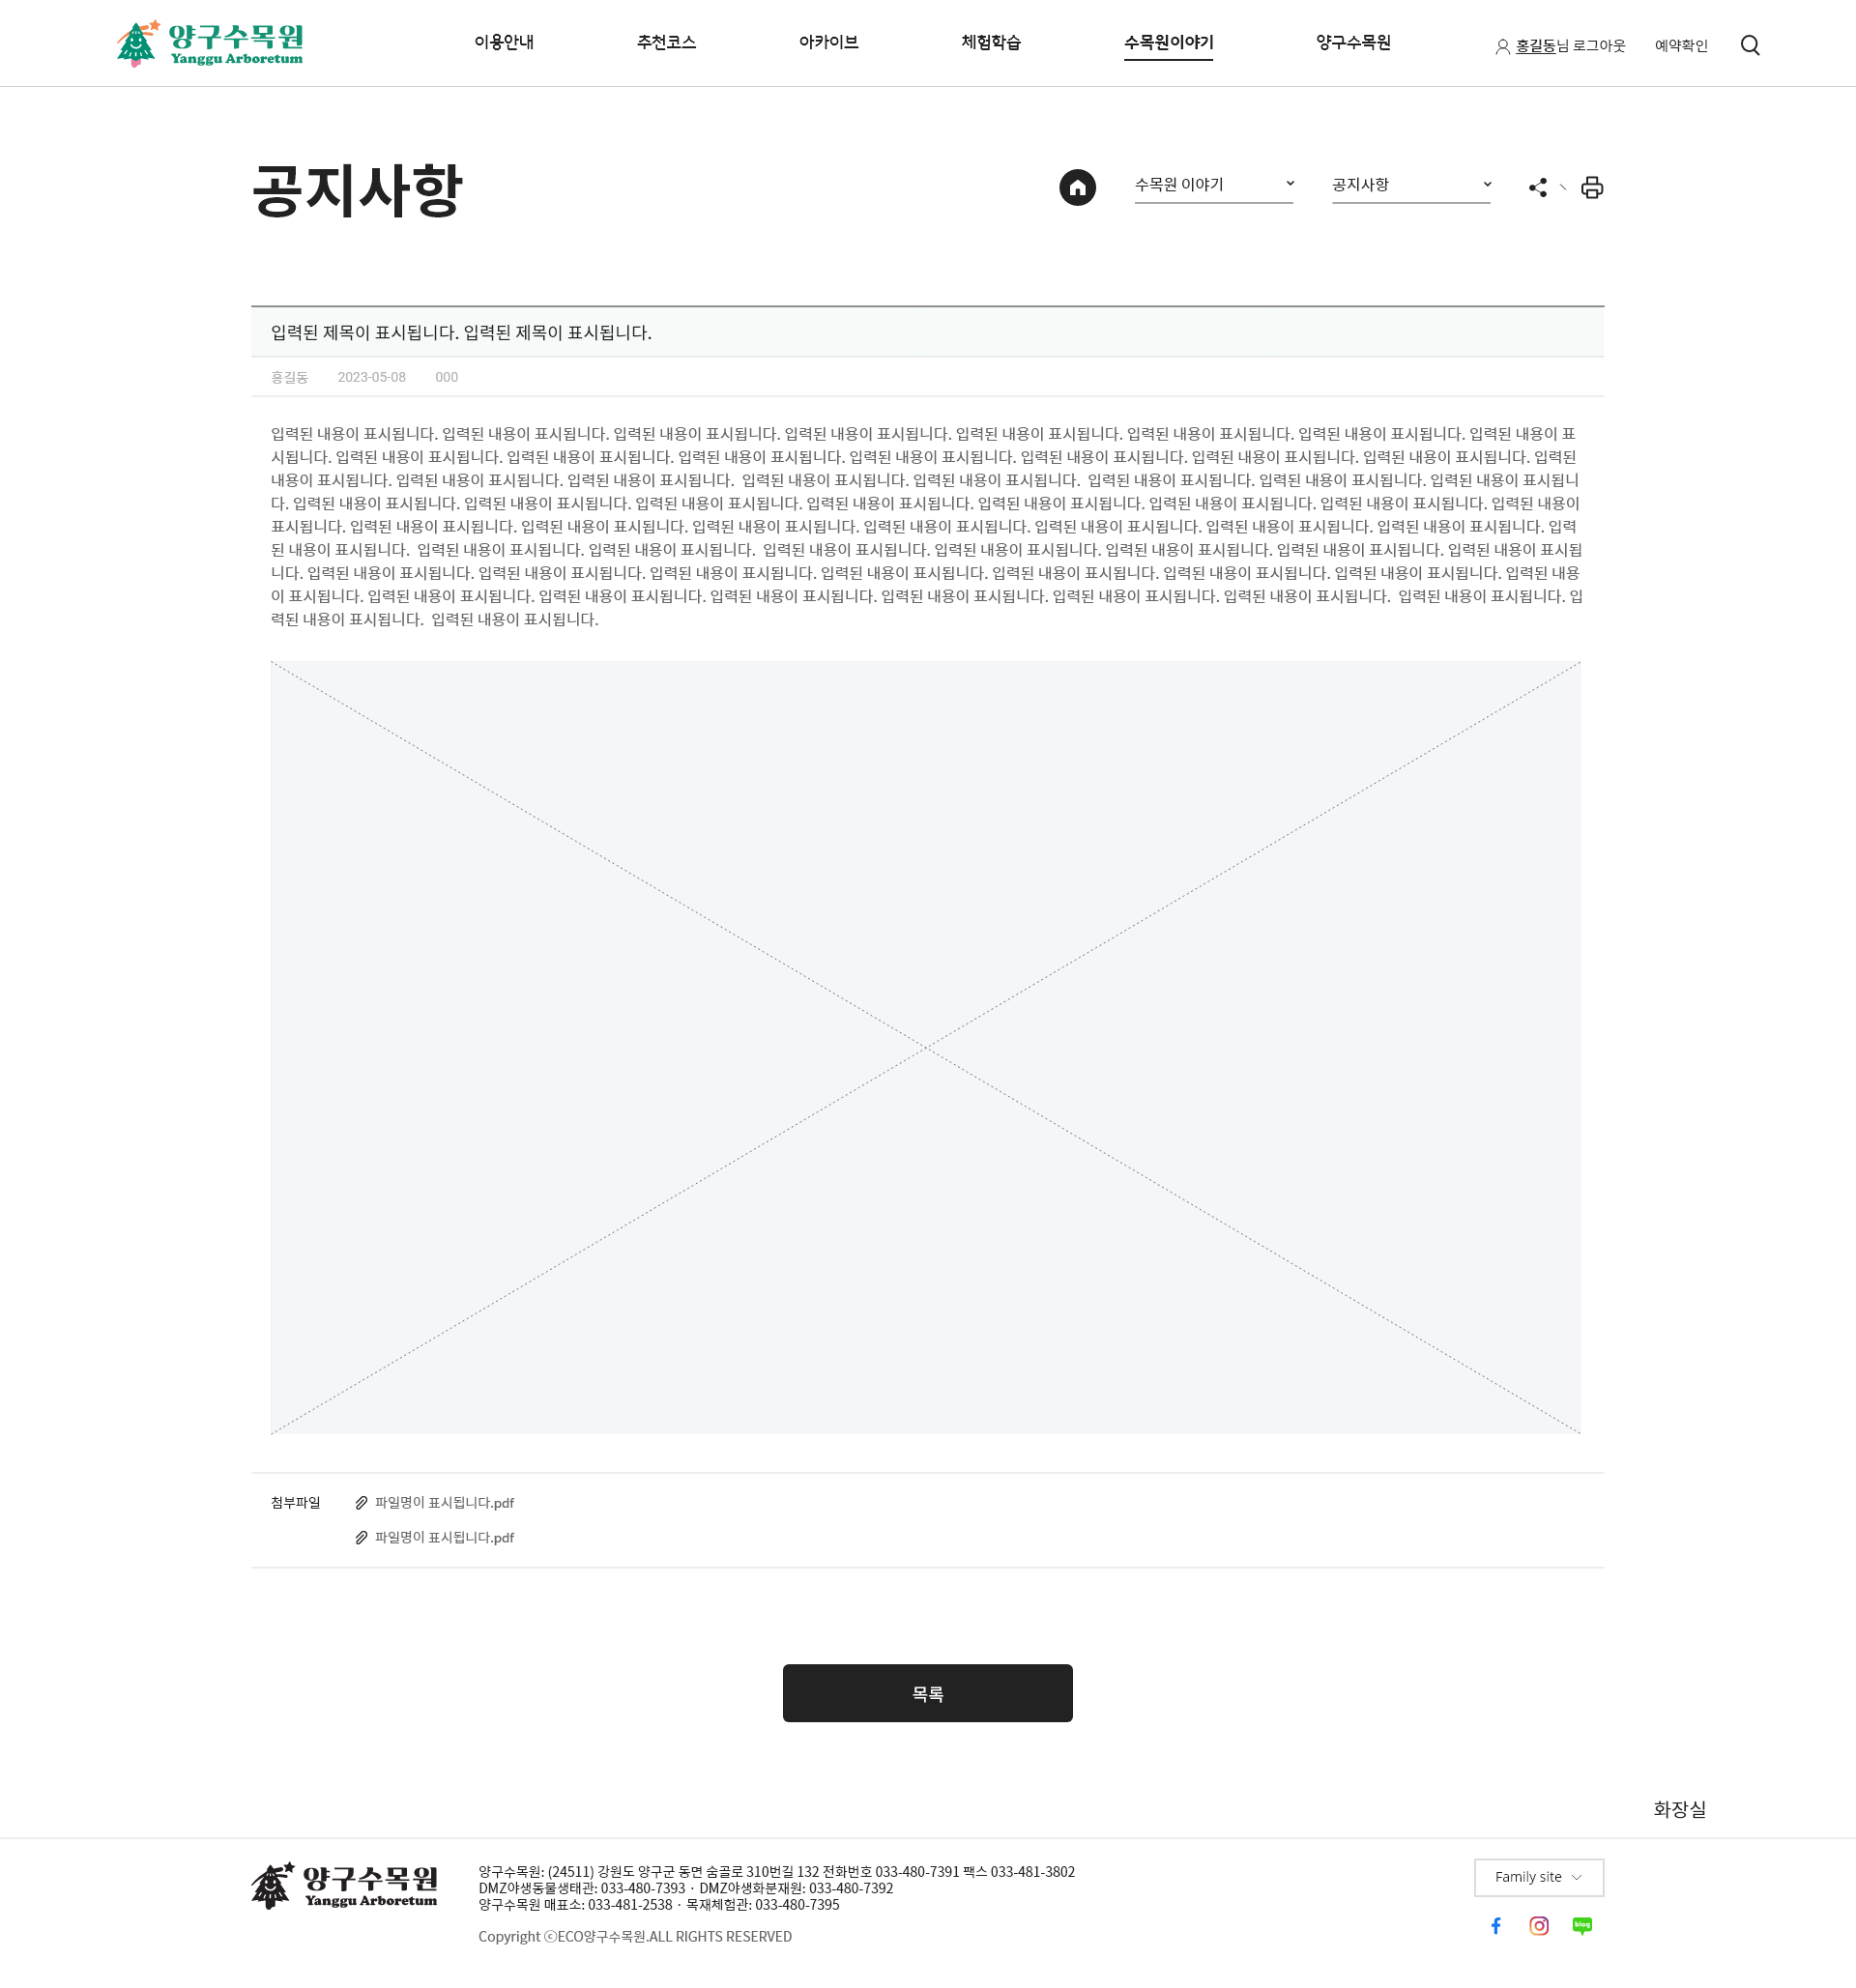 양구수목원
Yanggu Arboretum
이용안내
추천코스
아카이브
체험학습
수목원이야기
양구수목원
홍길동님 로그아웃
예약확인
공지사항
수목원 이야기
공지사항
입력된 제목이 표시됩니다. 입력된 제목이 표시됩니다.
홍길동 2023-05-08 000
입력된 내용이 표시됩니다. 입력된 내용이 표시됩니다. 입력된 내용이 표시됩니다. 입력된 내용이 표시됩니다. 입력된 내용이 표시됩니다. 입력된 내용이 표시됩니다. 입력된 내용이 표시됩니다. 입력된 내용이 표
시됩니다. 입력된 내용이 표시됩니다. 입력된 내용이 표시됩니다. 입력된 내용이 표시됩니다. 입력된 내용이 표시됩니다. 입력된 내용이 표시됩니다. 입력된 내용이 표시됩니다. 입력된 내용이 표시됩니다. 입력된
내용이 표시됩니다. 입력된 내용이 표시됩니다. 입력된 내용이 표시됩니다.  입력된 내용이 표시됩니다. 입력된 내용이 표시됩니다.  입력된 내용이 표시됩니다. 입력된 내용이 표시됩니다. 입력된 내용이 표시됩니
다. 입력된 내용이 표시됩니다. 입력된 내용이 표시됩니다. 입력된 내용이 표시됩니다. 입력된 내용이 표시됩니다. 입력된 내용이 표시됩니다. 입력된 내용이 표시됩니다. 입력된 내용이 표시됩니다. 입력된 내용이
표시됩니다. 입력된 내용이 표시됩니다. 입력된 내용이 표시됩니다. 입력된 내용이 표시됩니다. 입력된 내용이 표시됩니다. 입력된 내용이 표시됩니다. 입력된 내용이 표시됩니다. 입력된 내용이 표시됩니다. 입력
된 내용이 표시됩니다.  입력된 내용이 표시됩니다. 입력된 내용이 표시됩니다.  입력된 내용이 표시됩니다. 입력된 내용이 표시됩니다. 입력된 내용이 표시됩니다. 입력된 내용이 표시됩니다. 입력된 내용이 표시됩
니다. 입력된 내용이 표시됩니다. 입력된 내용이 표시됩니다. 입력된 내용이 표시됩니다. 입력된 내용이 표시됩니다. 입력된 내용이 표시됩니다. 입력된 내용이 표시됩니다. 입력된 내용이 표시됩니다. 입력된 내용
이 표시됩니다. 입력된 내용이 표시됩니다. 입력된 내용이 표시됩니다. 입력된 내용이 표시됩니다. 입력된 내용이 표시됩니다. 입력된 내용이 표시됩니다. 입력된 내용이 표시됩니다.  입력된 내용이 표시됩니다. 입
력된 내용이 표시됩니다.  입력된 내용이 표시됩니다.
첨부파일
파일명이 표시됩니다.pdf
파일명이 표시됩니다.pdf
목록
화장실
양구수목원
Yanggu Arboretum
양구수목원: (24511) 강원도 양구군 동면 숨골로 310번길 132 전화번호 033-480-7391 팩스 033-481-3802
DMZ야생동물생태관: 033-480-7393 · DMZ야생화분재원: 033-480-7392
양구수목원 매표소: 033-481-2538 · 목재체험관: 033-480-7395
Copyright ⓒECO양구수목원.ALL RIGHTS RESERVED
Family site
blog